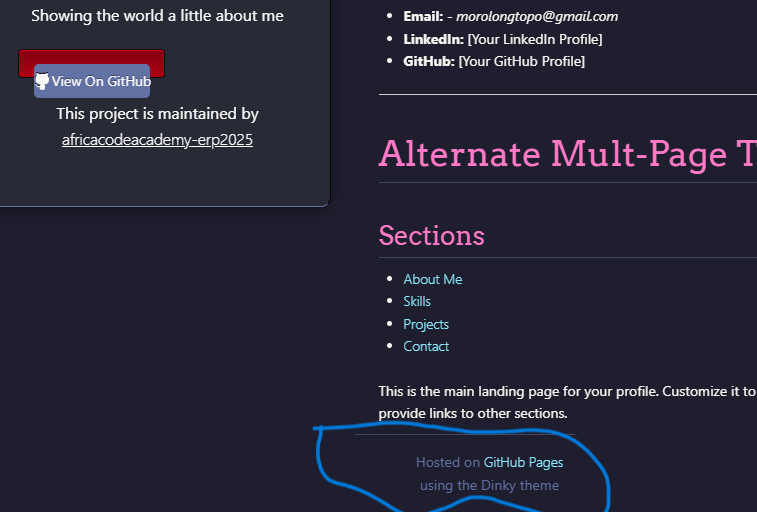 Showing the world a little about me
View On GitHub
This project is maintained by
africacodeacademy-erp2025
Email: - morolongtopo@gmail.com
LinkedIn: [Your LinkedIn Profile]
GitHub: [Your GitHub Profile]
Alternate Mult-Page T
Sections
About Me
Skills
Projects
Contact
This is the main landing page for your profile. Customize it to
provide links to other sections.
Hosted on GitHub Pages
using the Dinky theme